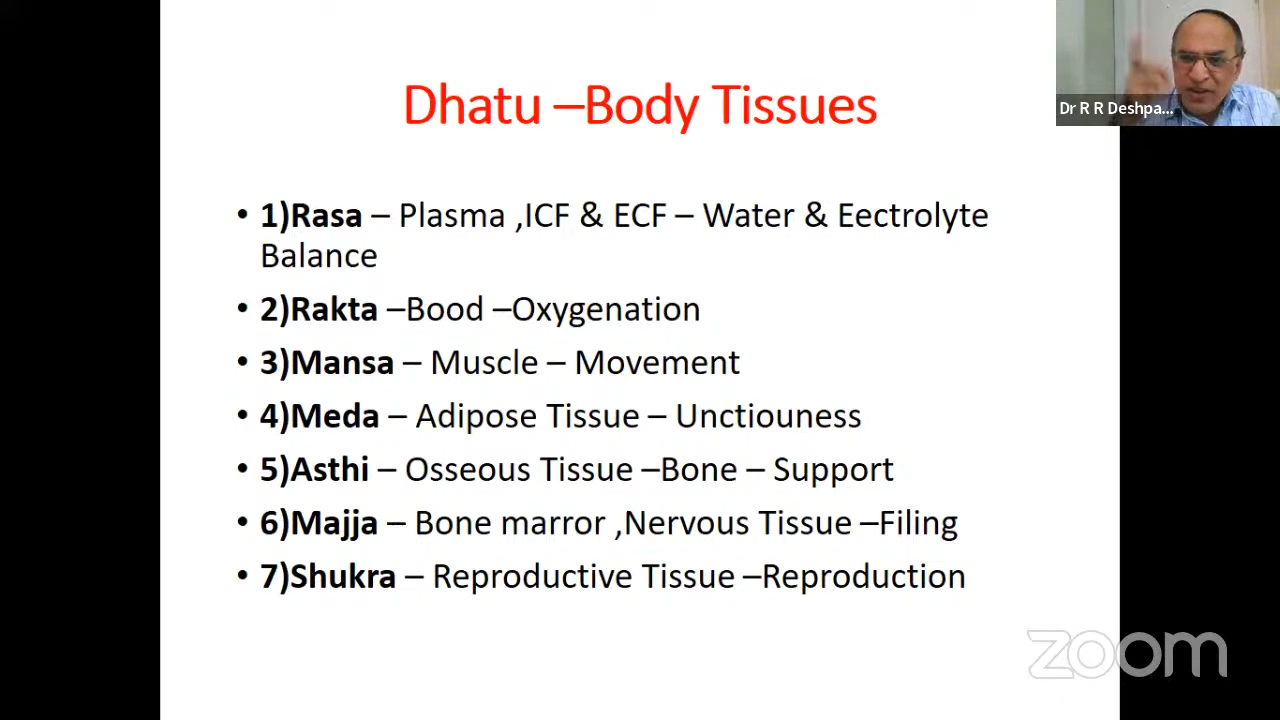 Dhatu –Body Tissues
Dr R R Deshpa...
• 1)Rasa – Plasma ,ICF & ECF – Water & Eectrolyte
Balance
• 2)Rakta –Bood –Oxygenation
• 3)Mansa – Muscle – Movement
• 4)Meda – Adipose Tissue – Unctiouness
• 5)Asthi – Osseous Tissue –Bone – Support
• 6)Majja – Bone marror ,Nervous Tissue –Filing
• 7)Shukra – Reproductive Tissue –Reproduction
zoom